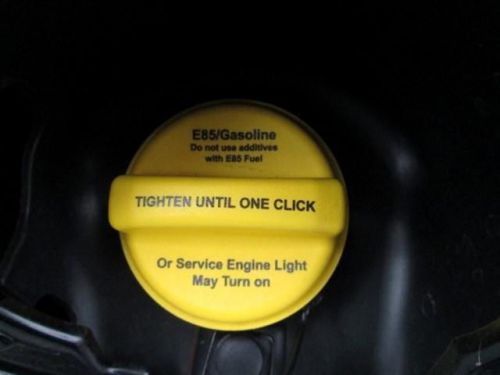 E85/Gasoline
Do not use additives
with E85 Fuel
TIGHTEN UNTIL ONE CLICK
Or Service Engine Light
May Turn on